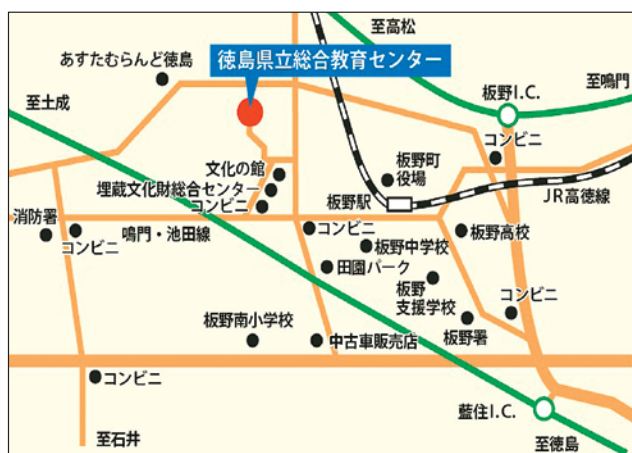 至高松
あすたむらんど徳島
徳島県立総合教育センター
至鳴門
至土成
板野I.C.
コンビニ
文化の館
板野町
役場
埋蔵文化財総合センター
コンビニ
板野駅
JR高徳線
消防署
コンビニ
鳴門・池田線
コンビニ
板野中学校
板野高校
田園パーク
板野
支援学校
コンビニ
板野南小学校
中古車販売店
板野署
コンビニ
藍住I.C.
至石井
至徳島